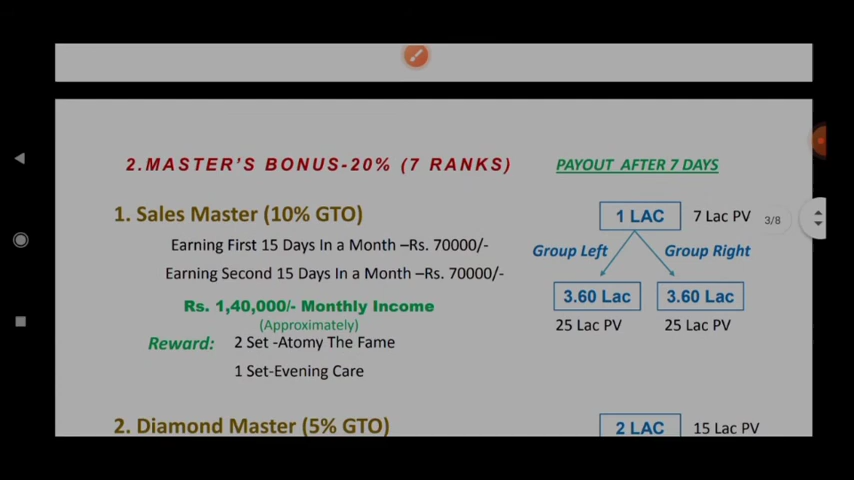 2.MASTER'S BONUS-20% (7 RANKS)
PAYOUT AFTER 7 DAYS
1. Sales Master (10% GTO)
1 LAC
7 Lac PV
3/8
Earning First 15 Days In a Month –Rs. 70000/-
Group Left
Group Right
Earning Second 15 Days In a Month –Rs. 70000/-
3.60 Lac
3.60 Lac
Rs. 1,40,000/- Monthly Income
(Approximately)
25 Lac PV
25 Lac PV
Reward:
2 Set -Atomy The Fame
1 Set-Evening Care
2. Diamond Master (5% GTO)
2 LAC
15 Lac PV